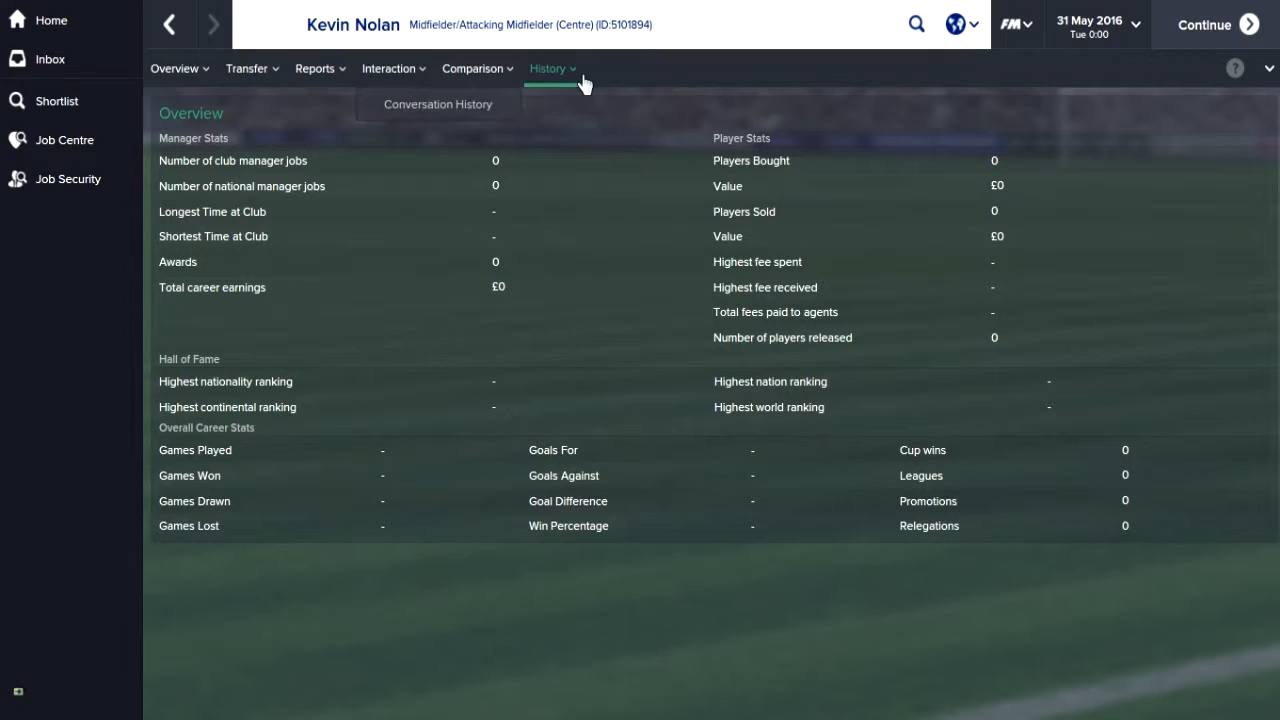 Home
Inbox
Shortlist
Job Centre
Job Security
Kevin Nolan Midfielder/Attacking Midfielder (Centre) (ID:5101894)
FM
31 May 2016
Tue 0:00
Continue
Overview Transfer Reports Interaction Comparison History ?
Conversation History
Overview
Manager Stats Player Stats
Number of club manager jobs 0 Players Bought 0
Number of national manager jobs 0 Value £0
Longest Time at Club - Players Sold 0
Shortest Time at Club - Value £0
Awards 0 Highest fee spent -
Total career earnings £0 Highest fee received -
Total fees paid to agents -
Number of players released 0
Hall of Fame
Highest nationality ranking - Highest nation ranking -
Highest continental ranking - Highest world ranking -
Overall Career Stats
Games Played - Goals For - Cup wins 0
Games Won - Goals Against - Leagues 0
Games Drawn - Goal Difference - Promotions 0
Games Lost - Win Percentage - Relegations 0